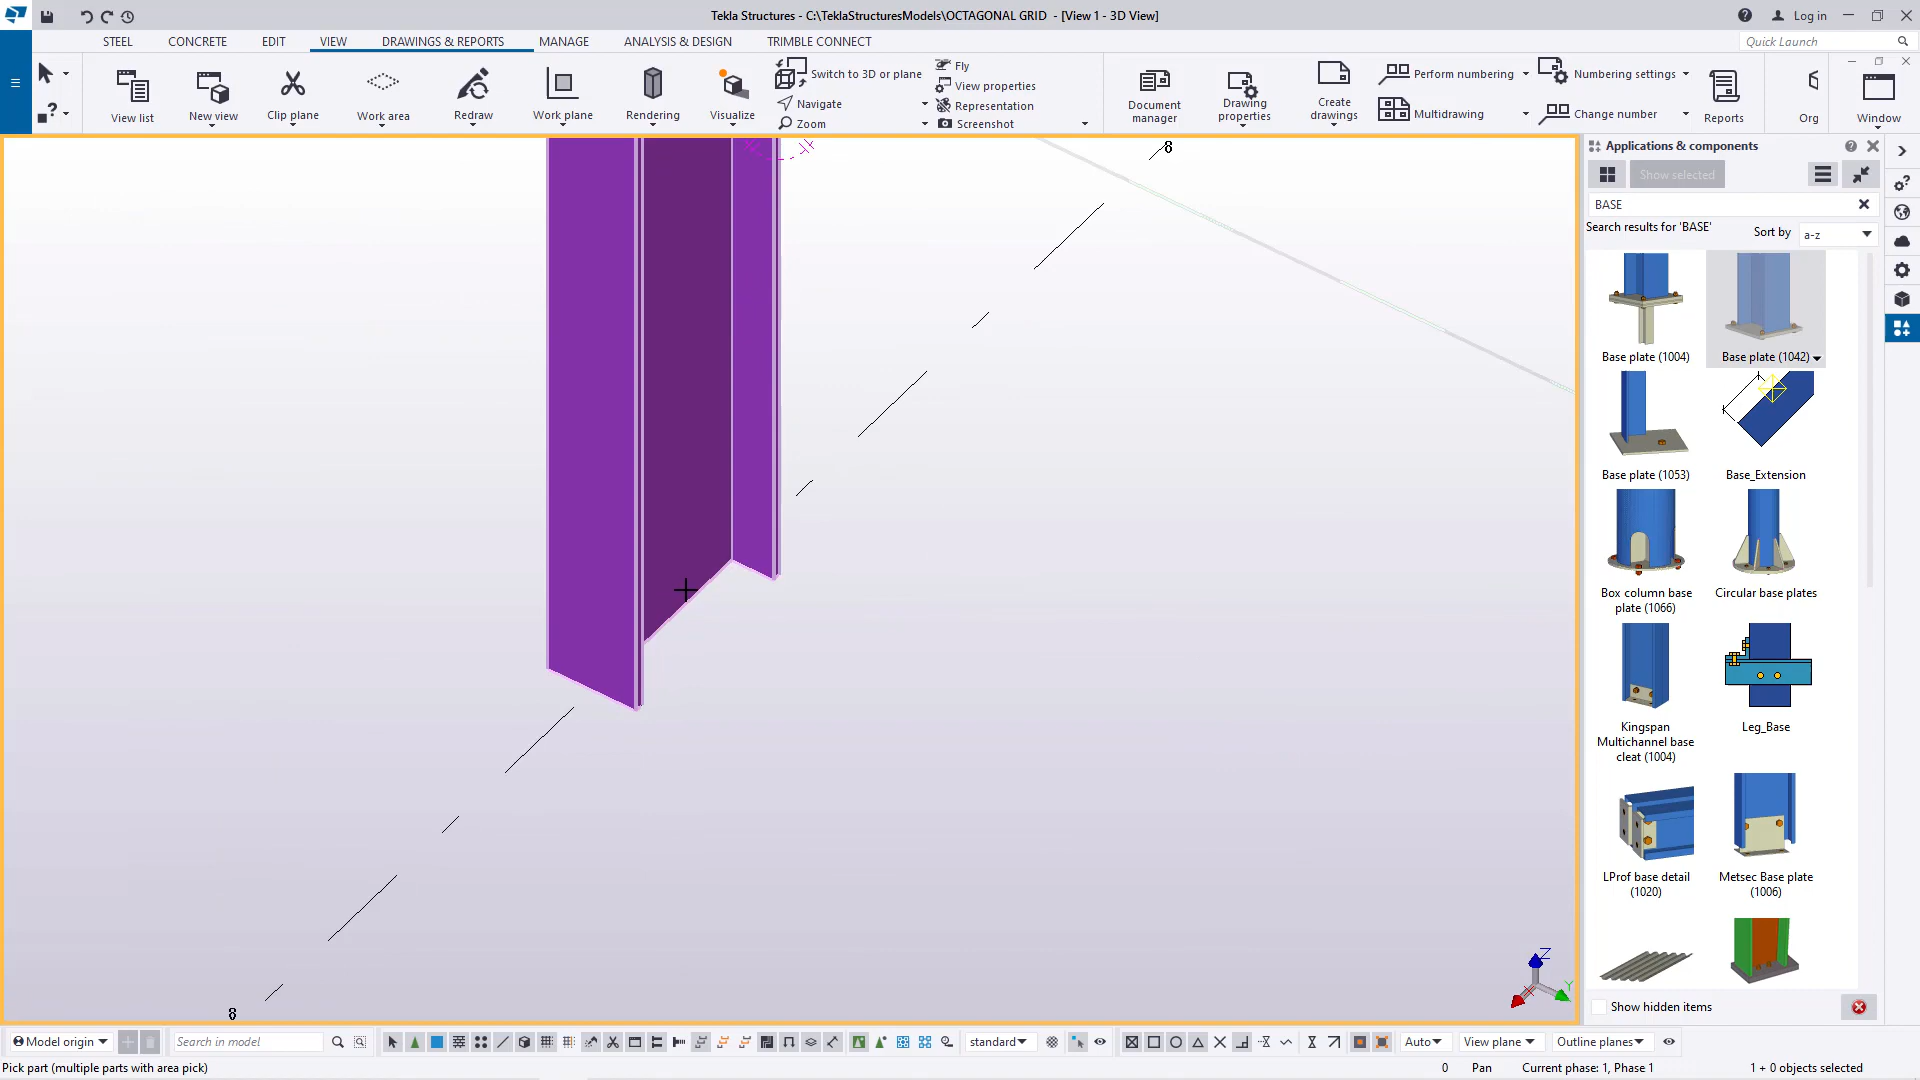 Tekla Structures - C:\TeklaStructuresModels\OCTAGONAL GRID - [View 1 - 3D View]
Log in
STEEL CONCRETE EDIT VIEW DRAWINGS & REPORTS MANAGE ANALYSIS & DESIGN TRIMBLE CONNECT
Quick Launch
View list
New view
Clip plane
Work area
Redraw
Work plane
Rendering
Visualize
Switch to 3D or plane
Navigate
Zoom
Fly
View properties
Representation
Screenshot
Document manager
Drawing properties
Create drawings
Perform numbering
Multidrawing
Numbering settings
Change number
Reports
Org
Window
8
8
Z
Y
Applications & components
Show selected
BASE
Search results for 'BASE'
Sort by
a-z
Base plate (1004)
Base plate (1042)
Base plate (1053)
Base_Extension
Box column base plate (1066)
Circular base plates
Kingspan Multichannel base cleat (1004)
Leg_Base
LProf base detail (1020)
Metsec Base plate (1006)
Show hidden items
Model origin
Search in model
standard
Auto
View plane
Outline planes
Pick part (multiple parts with area pick)
0
Pan
Current phase: 1, Phase 1
1 + 0 objects selected